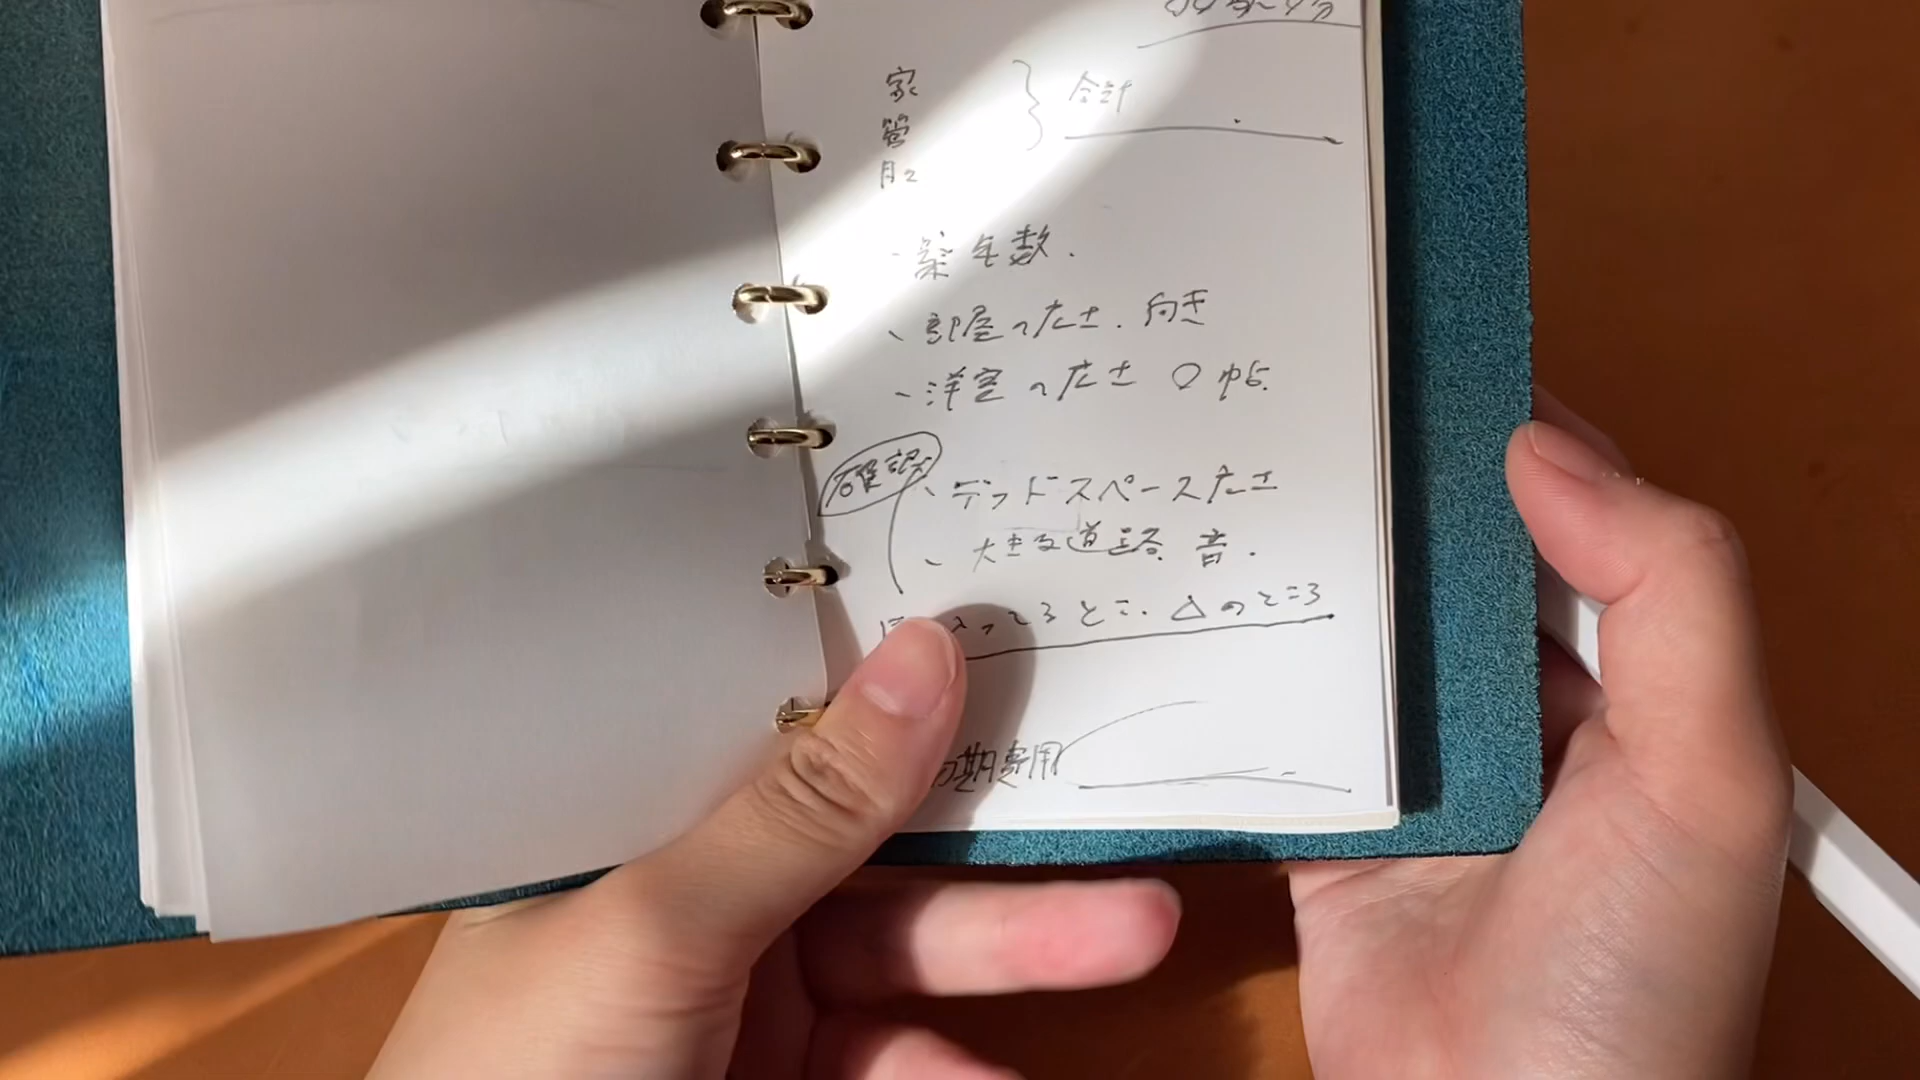 家
管
合計
・築年数.
、部屋の広さ.向き
、洋室の広さ ○帖.
確認
、デッドスペース広さ
、大きな道路 音.
入ってるとこ.△のところ
期費用